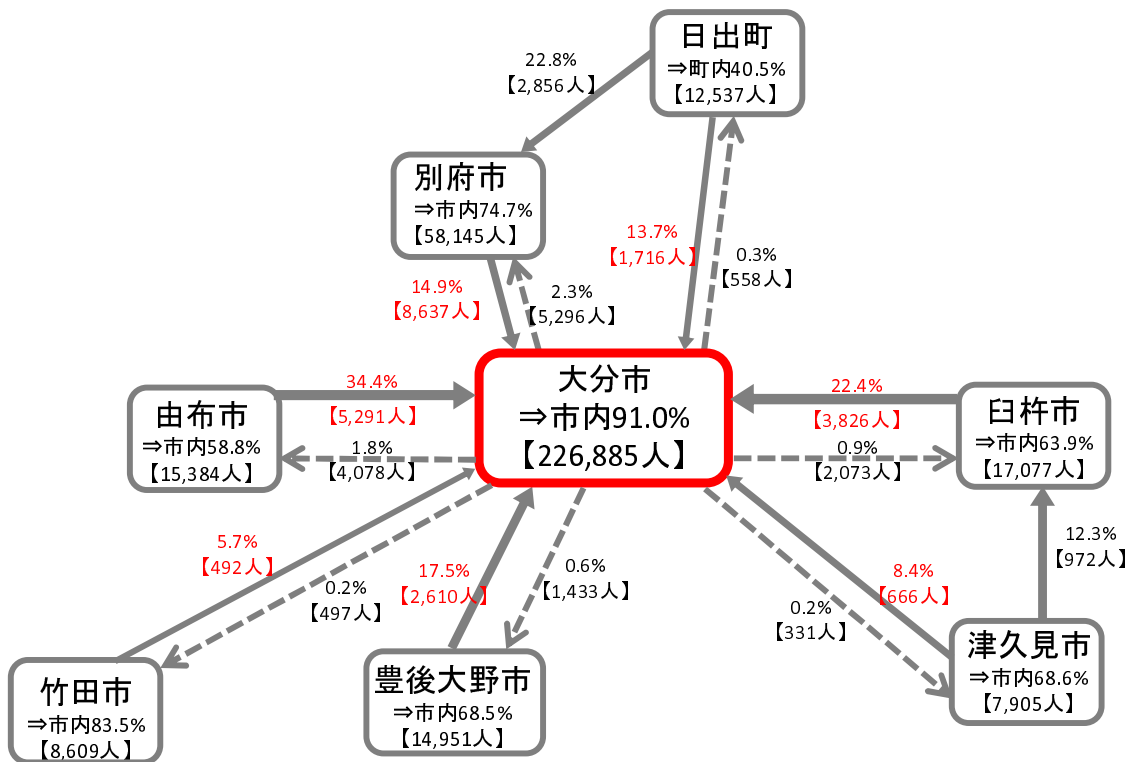 日出町
⇒町内40.5%
【12,537人】
22.8%
【2,856人】
別府市
⇒市内74.7%
【58,145人】
13.7%
【1,716人】
0.3%
【558人】
14.9%
【8,637人】
2.3%
【5,296人】
大分市
⇒市内91.0%
【226,885人】
由布市
⇒市内58.8%
【15,384人】
34.4%
【5,291人】
1.8%
【4,078人】
22.4%
【3,826人】
0.9%
【2,073人】
臼杵市
⇒市内63.9%
【17,077人】
5.7%
【492人】
0.2%
【497人】
17.5%
【2,610人】
0.6%
【1,433人】
8.4%
【666人】
0.2%
【331人】
12.3%
【972人】
竹田市
⇒市内83.5%
【8,609人】
豊後大野市
⇒市内68.5%
【14,951人】
津久見市
⇒市内68.6%
【7,905人】